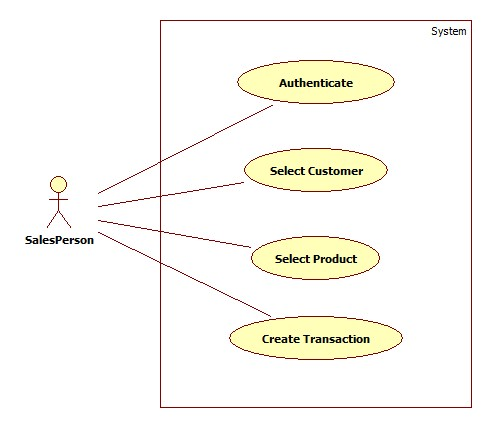 System
Authenticate
Select Customer
SalesPerson
Select Product
Create Transaction